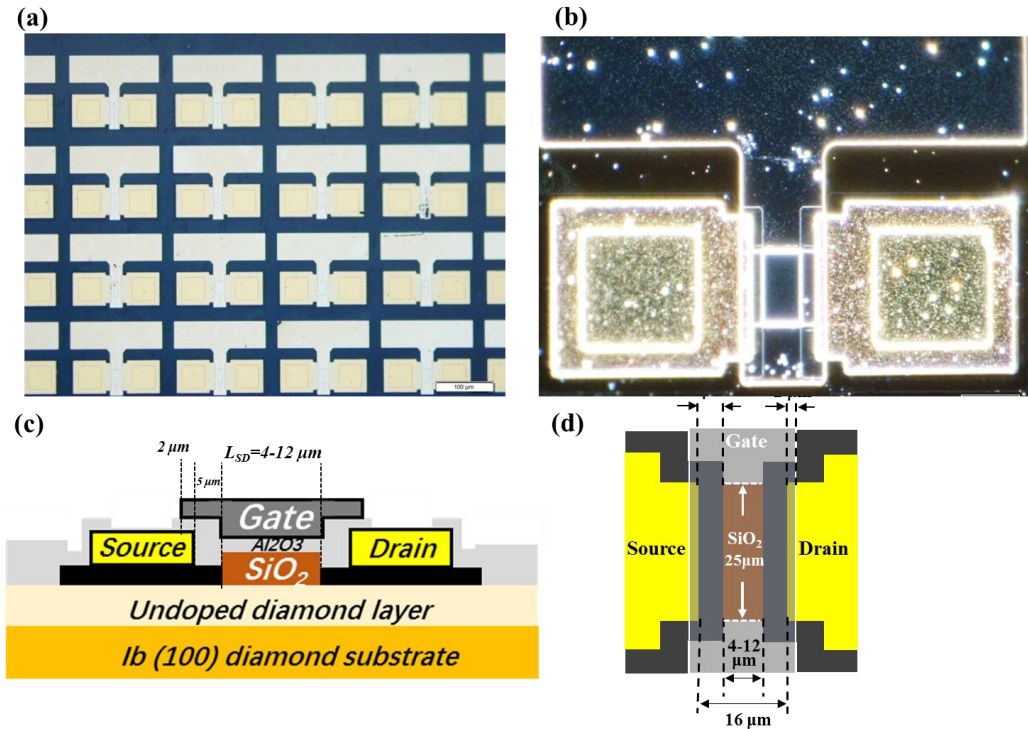 (a)
(b)
100 μm
(c)
(d)
2 μm
L_SD=4-12 μm
5 μm
Gate
Source
Al2O3
Drain
SiO₂
Undoped diamond layer
Ib (100) diamond substrate
Gate
Source
SiO₂
25μm
Drain
4-12
μm
16 μm